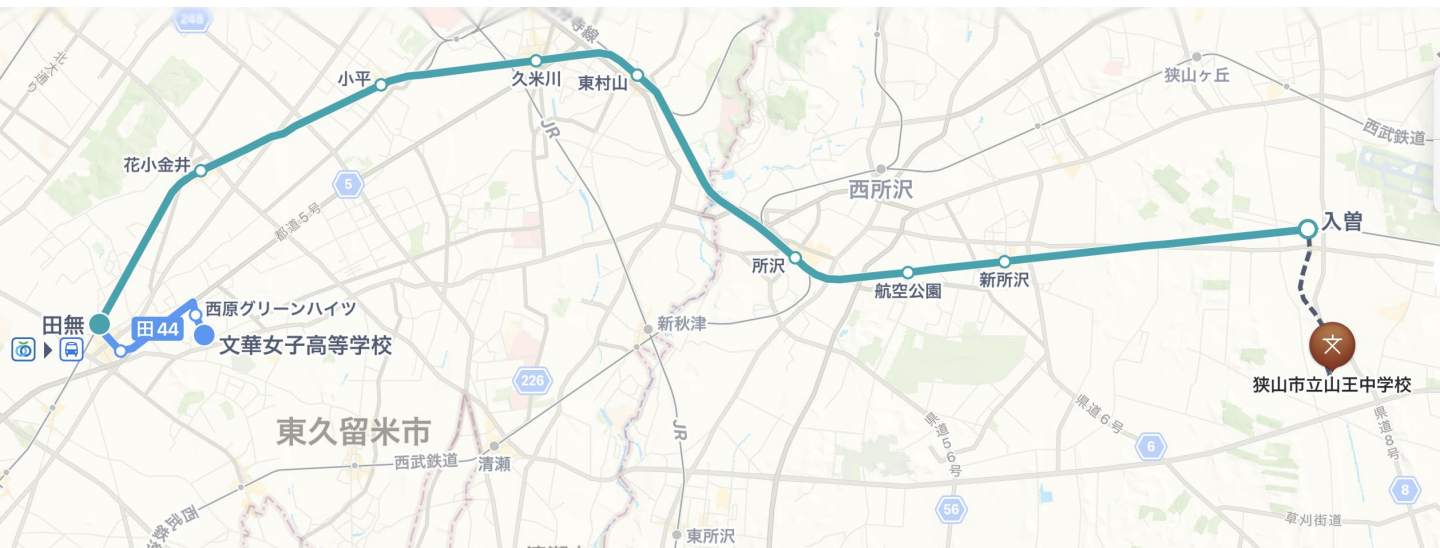 248
北大通り
小平
久米川
東村山
狭山ヶ丘
西武鉄道
JR
花小金井
5
都道5号
西所沢
入曽
所沢
航空公園
新所沢
田無
田44
西原グリーンハイツ
文華女子高等学校
新秋津
文
狭山市立山王中学校
226
東久留米市
西武鉄道
清瀬
JR
県道56号
県道6号
6
県道8号
8
56
草刈街道
東所沢